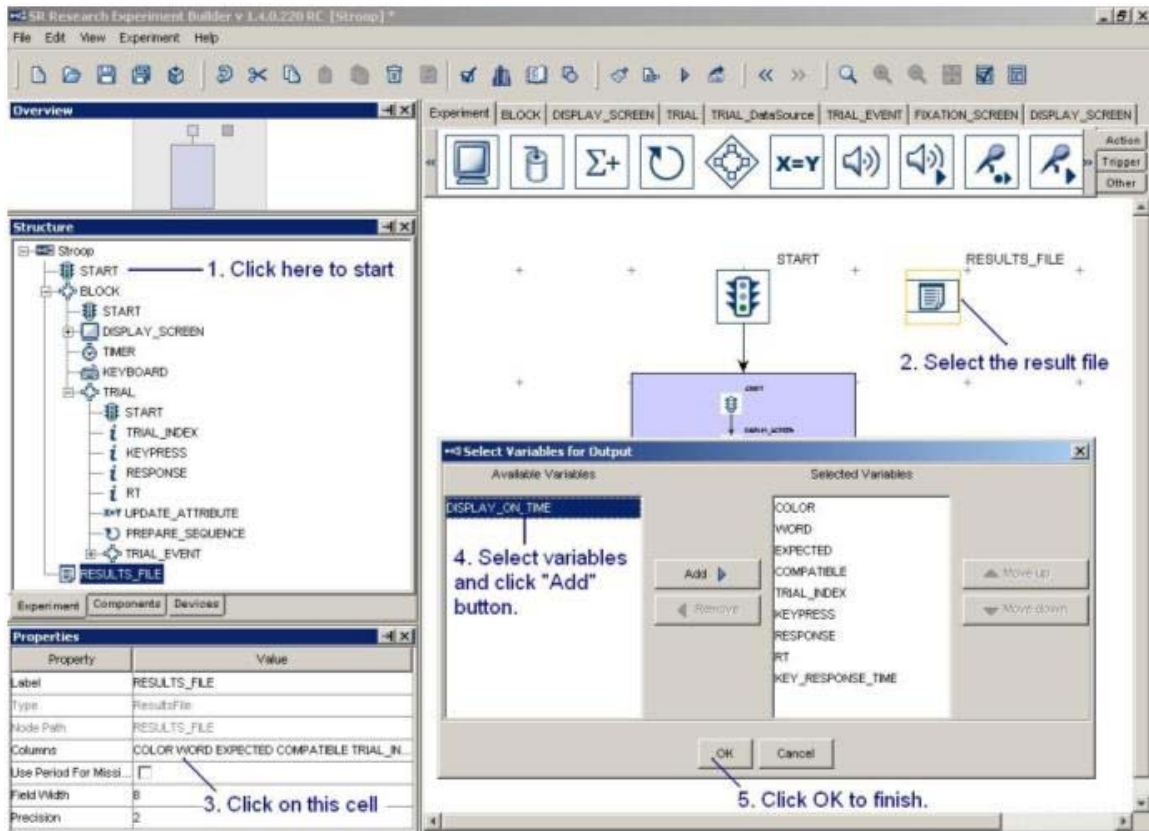 SR Research Experiment Builder v 1.4.0.220 RC [Stroop] *
File Edit View Experiment Help
Overview
Experiment BLOCK DISPLAY_SCREEN TRIAL TRIAL_DataSource TRIAL_EVENT FIXATION_SCREEN DISPLAY_SCREEN
Σ+ X=Y
Action
Trigger
Other
Structure
Stroop
START
1. Click here to start
BLOCK
START
DISPLAY_SCREEN
TIMER
KEYBOARD
TRIAL
START
TRIAL_INDEX
KEYPRESS
RESPONSE
RT
X=Y UPDATE_ATTRIBUTE
PREPARE_SEQUENCE
TRIAL_EVENT
RESULTS_FILE
Experiment Components Devices
START
RESULTS_FILE
2. Select the result file
START
Select Variables for Output
Available Variables
Selected Variables
DISPLAY_ON_TIME
4. Select variables
and click "Add"
button.
Add
Remove
COLOR
WORD
EXPECTED
COMPATIBLE
TRIAL_INDEX
KEYPRESS
RESPONSE
RT
KEY_RESPONSE_TIME
Move up
Move down
OK
Cancel
5. Click OK to finish.
Properties
Property Value
Label RESULTS_FILE
Type ResultsFile
Node Path RESULTS_FILE
Columns COLOR WORD EXPECTED COMPATIBLE TRIAL_IN...
Use Period For Missi...
Field Width 8
3. Click on this cell
Precision 2